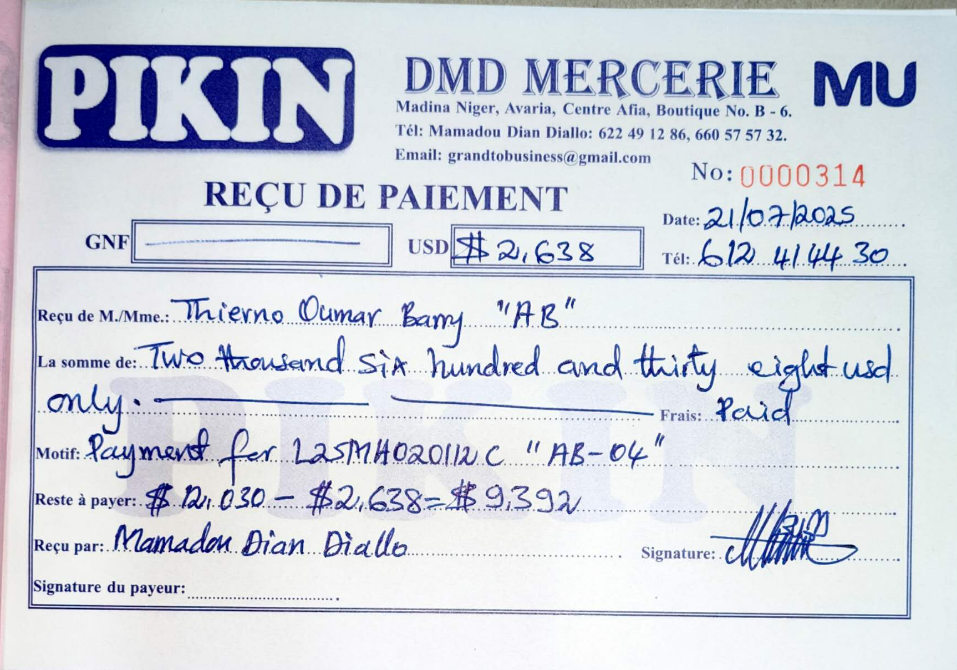 PIKIN
DMD MERCERIE
MU
Madina Niger, Avaria, Centre Afia, Boutique No. B - 6.
Tél: Mamadou Dian Diallo: 622 49 12 86, 660 57 57 32.
Email: grandtobusiness@gmail.com
No: 0000314
REÇU DE PAIEMENT
Date: 21/07/2025
GNF
USD $ 2,638
Tél: 612 41 44 30
Reçu de M./Mme.: Thierno Oumar Barry "AB"
La somme de: Two thousand six hundred and thirty eight usd
only. Frais: Paid
Motif: Payment for L25MH020112C "AB-04"
Reste à payer: $ 12,030 - $ 2,638 = $ 9,392
Reçu par: Mamadou Dian Diallo Signature:
Signature du payeur:
PIKIN